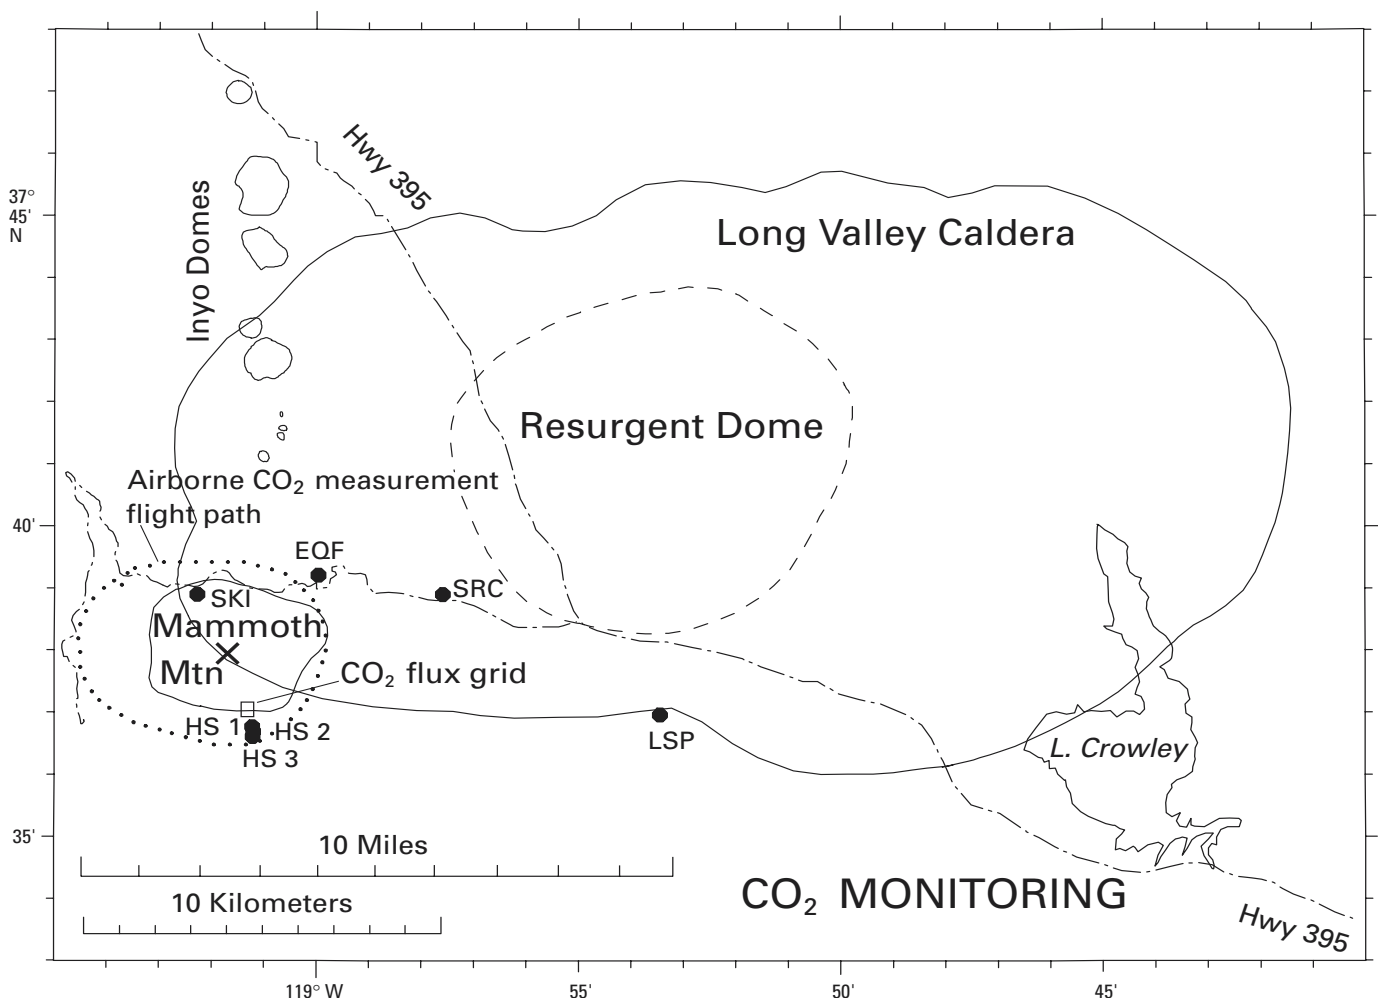 Hwy 395
37°
45'
N
Inyo Domes
Long Valley Caldera
Resurgent Dome
Airborne CO₂ measurement
flight path
40'
EQF
SKI
SRC
Mammoth
Mtn
CO₂ flux grid
HS 1
HS 2
HS 3
LSP
L. Crowley
35'
10 Miles
10 Kilometers
CO₂ MONITORING
Hwy 395
119° W
55'
50'
45'